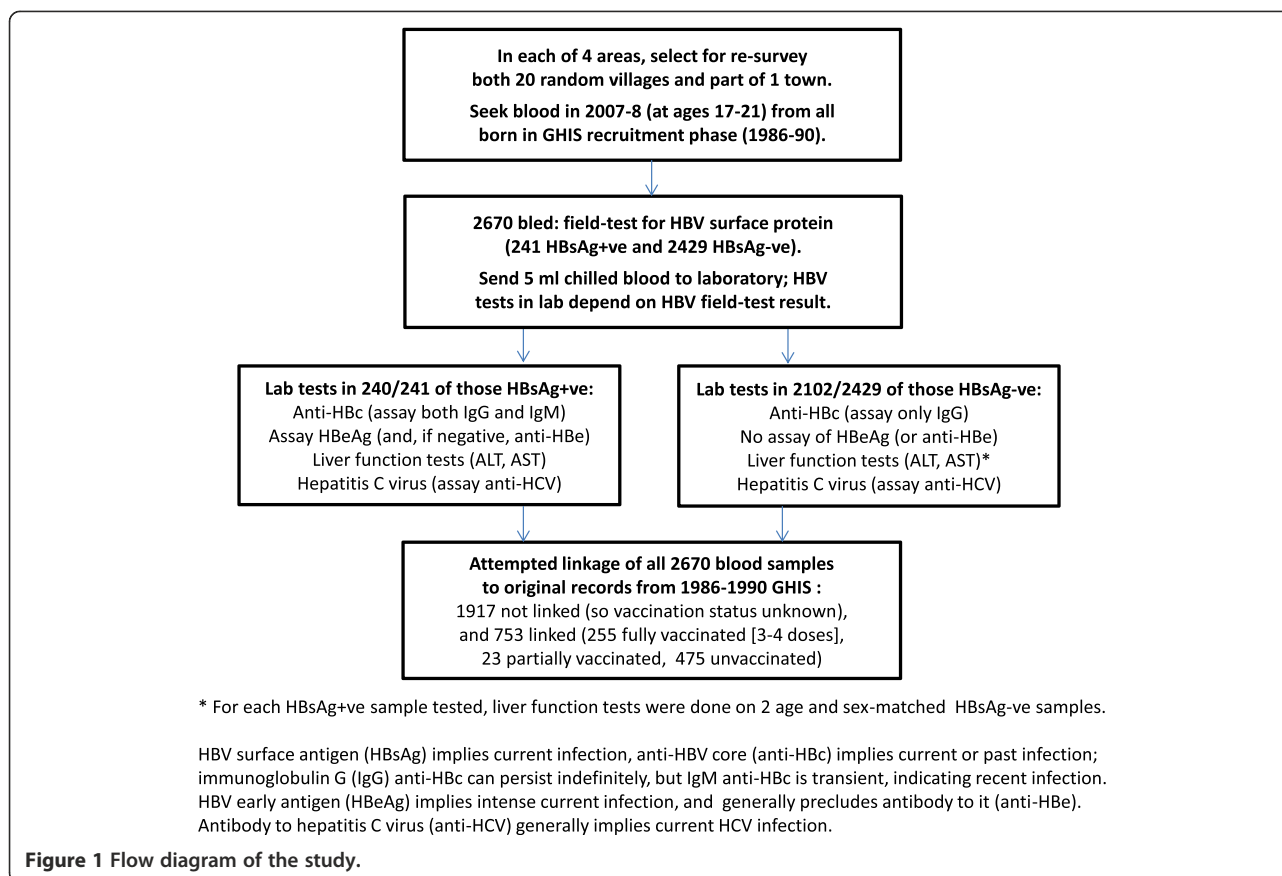 In each of 4 areas, select for re-survey
both 20 random villages and part of 1 town.
Seek blood in 2007-8 (at ages 17-21) from all
born in GHIS recruitment phase (1986-90).
2670 bled: field-test for HBV surface protein
(241 HBsAg+ve and 2429 HBsAg-ve).
Send 5 ml chilled blood to laboratory; HBV
tests in lab depend on HBV field-test result.
Lab tests in 240/241 of those HBsAg+ve:
Anti-HBc (assay both IgG and IgM)
Assay HBeAg (and, if negative, anti-HBe)
Liver function tests (ALT, AST)
Hepatitis C virus (assay anti-HCV)
Lab tests in 2102/2429 of those HBsAg-ve:
Anti-HBc (assay only IgG)
No assay of HBeAg (or anti-HBe)
Liver function tests (ALT, AST)*
Hepatitis C virus (assay anti-HCV)
Attempted linkage of all 2670 blood samples
to original records from 1986-1990 GHIS :
1917 not linked (so vaccination status unknown),
and 753 linked (255 fully vaccinated [3-4 doses],
23 partially vaccinated, 475 unvaccinated)
* For each HBsAg+ve sample tested, liver function tests were done on 2 age and sex-matched HBsAg-ve samples.
HBV surface antigen (HBsAg) implies current infection, anti-HBV core (anti-HBc) implies current or past infection;
immunoglobulin G (IgG) anti-HBc can persist indefinitely, but IgM anti-HBc is transient, indicating recent infection.
HBV early antigen (HBeAg) implies intense current infection, and generally precludes antibody to it (anti-HBe).
Antibody to hepatitis C virus (anti-HCV) generally implies current HCV infection.
Figure 1 Flow diagram of the study.